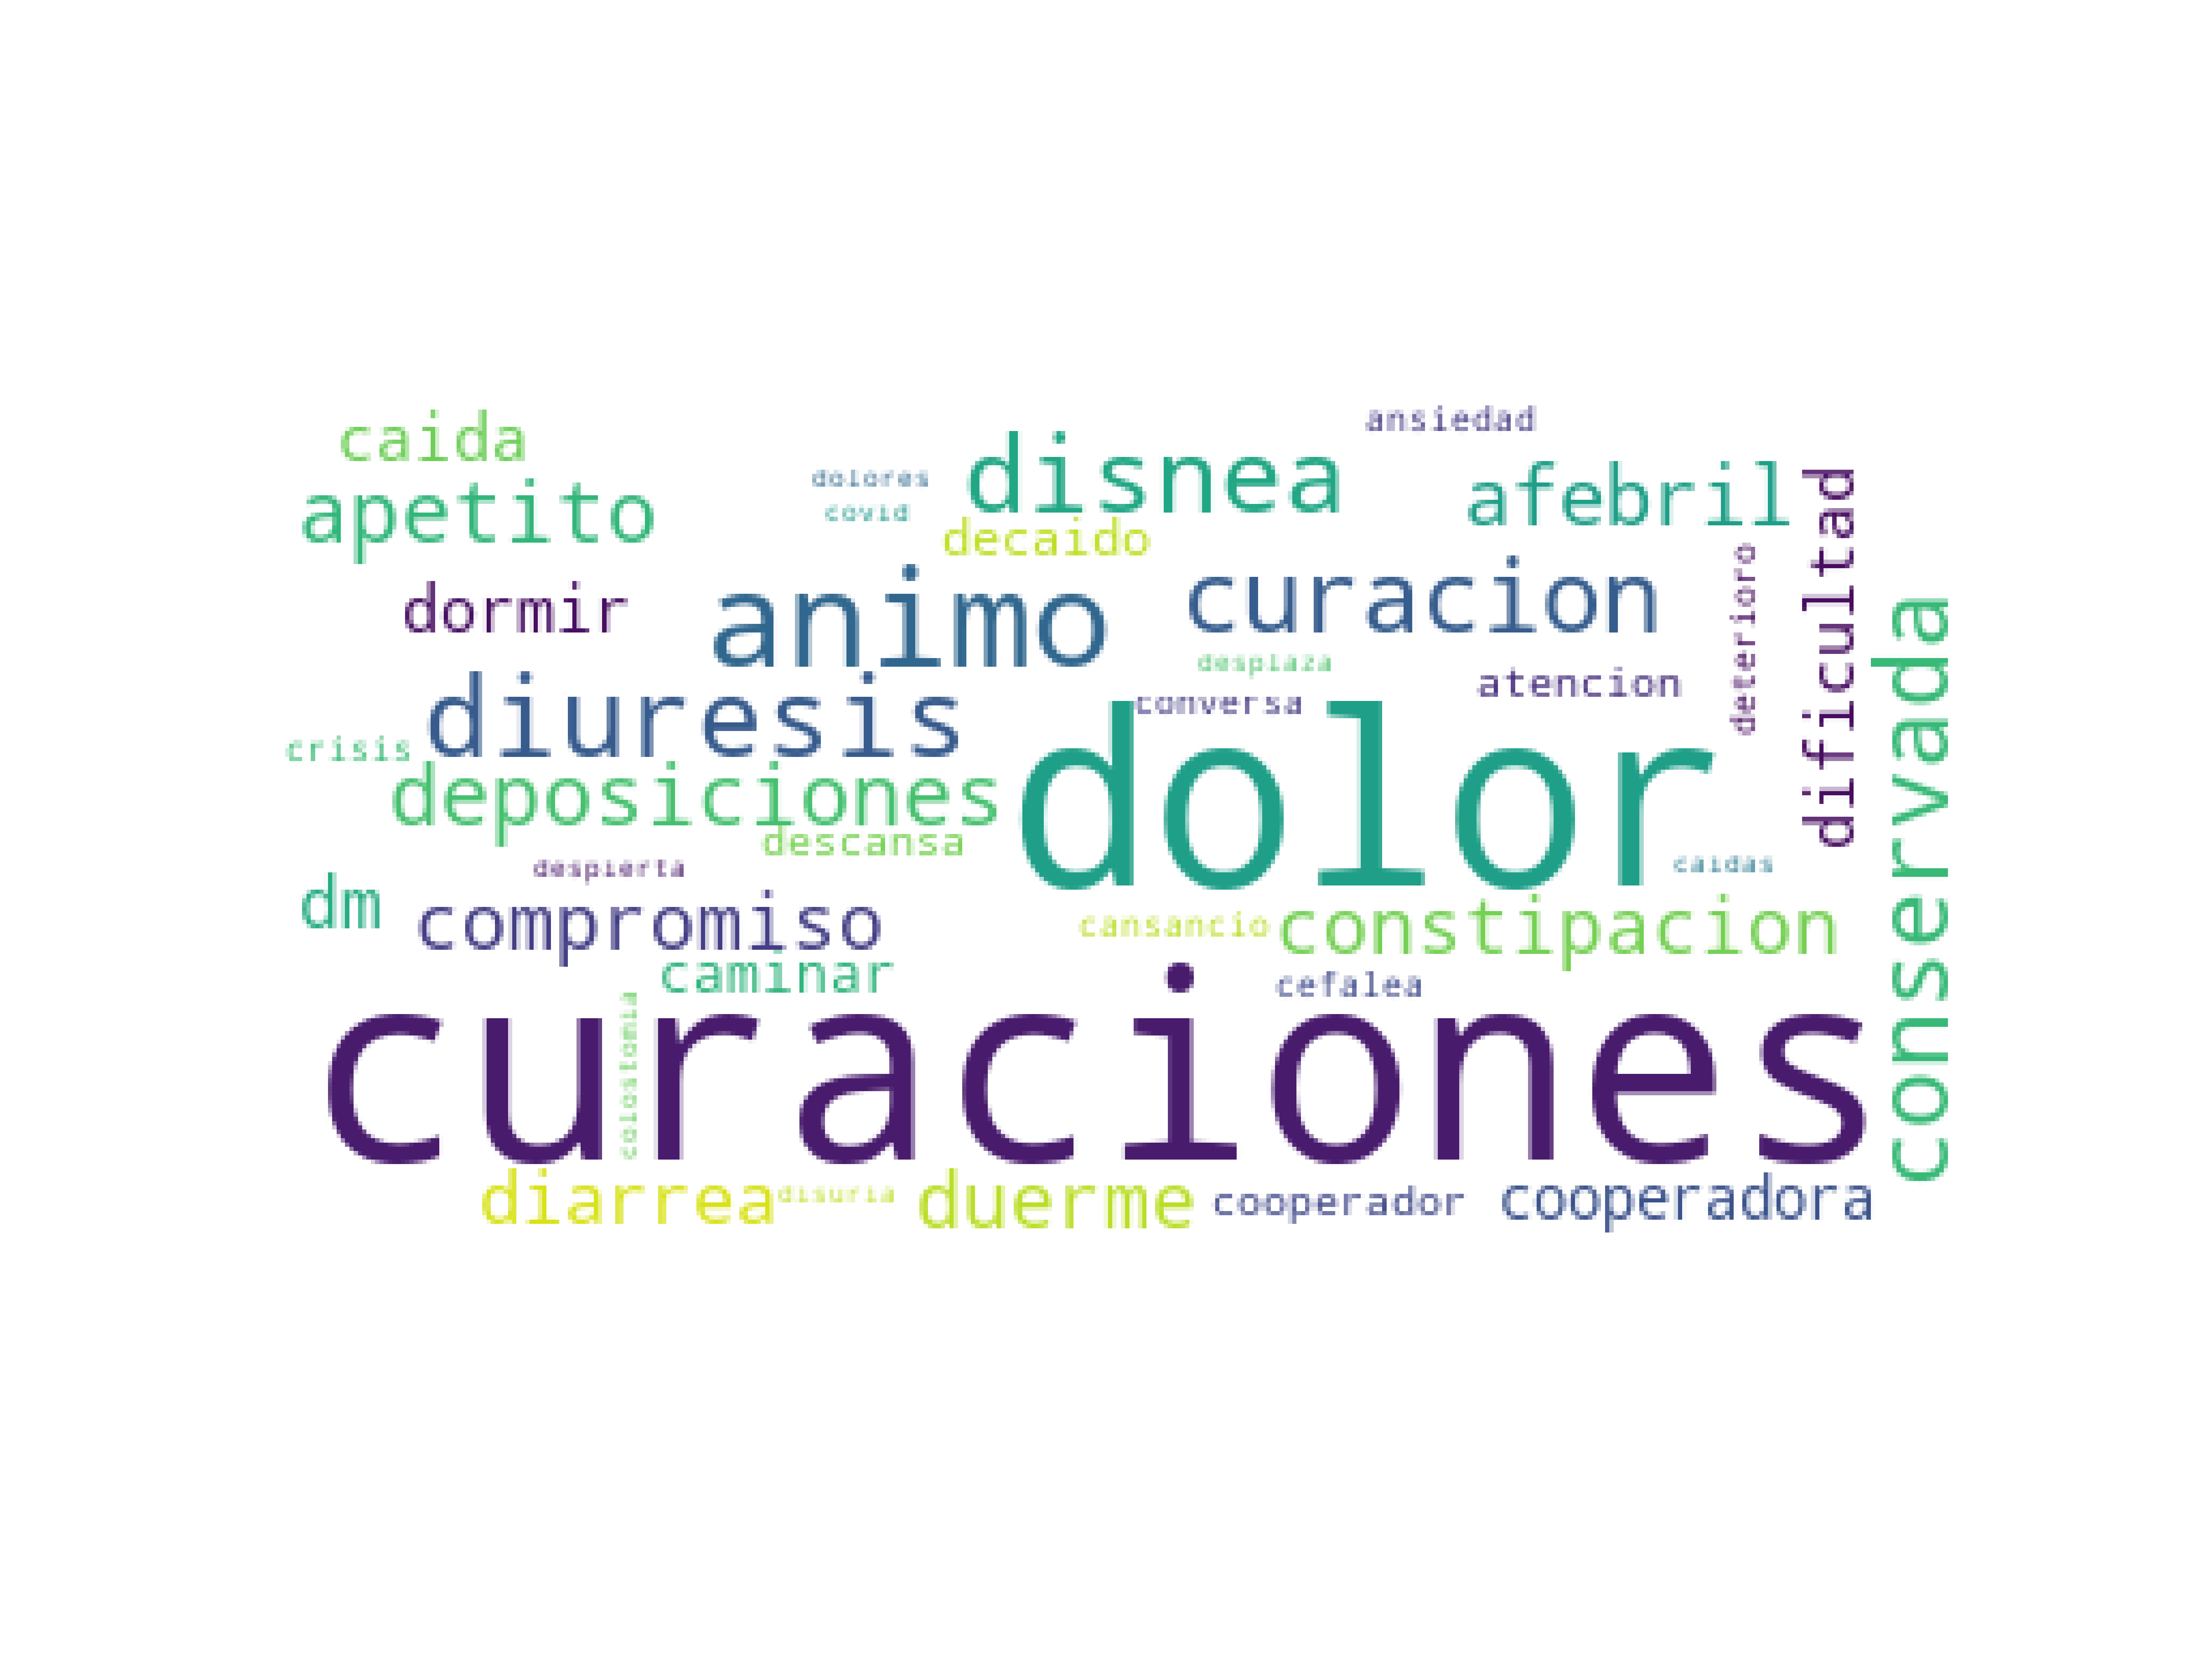 ansiedad
caida
disnea
dolores
afebril
apetito
covid
decaido
dificultad
curacion
animo
dormir
deterioro
desplaza
atencion
conservada
diuresis
conversa
crisis
dolor
deposiciones
descansa
despierta
caidas
dm
compromiso
cansancio
constipacion
caminar
cefalea
colostomia
curaciones
diarrea
disuria
duerme
cooperador
cooperadora